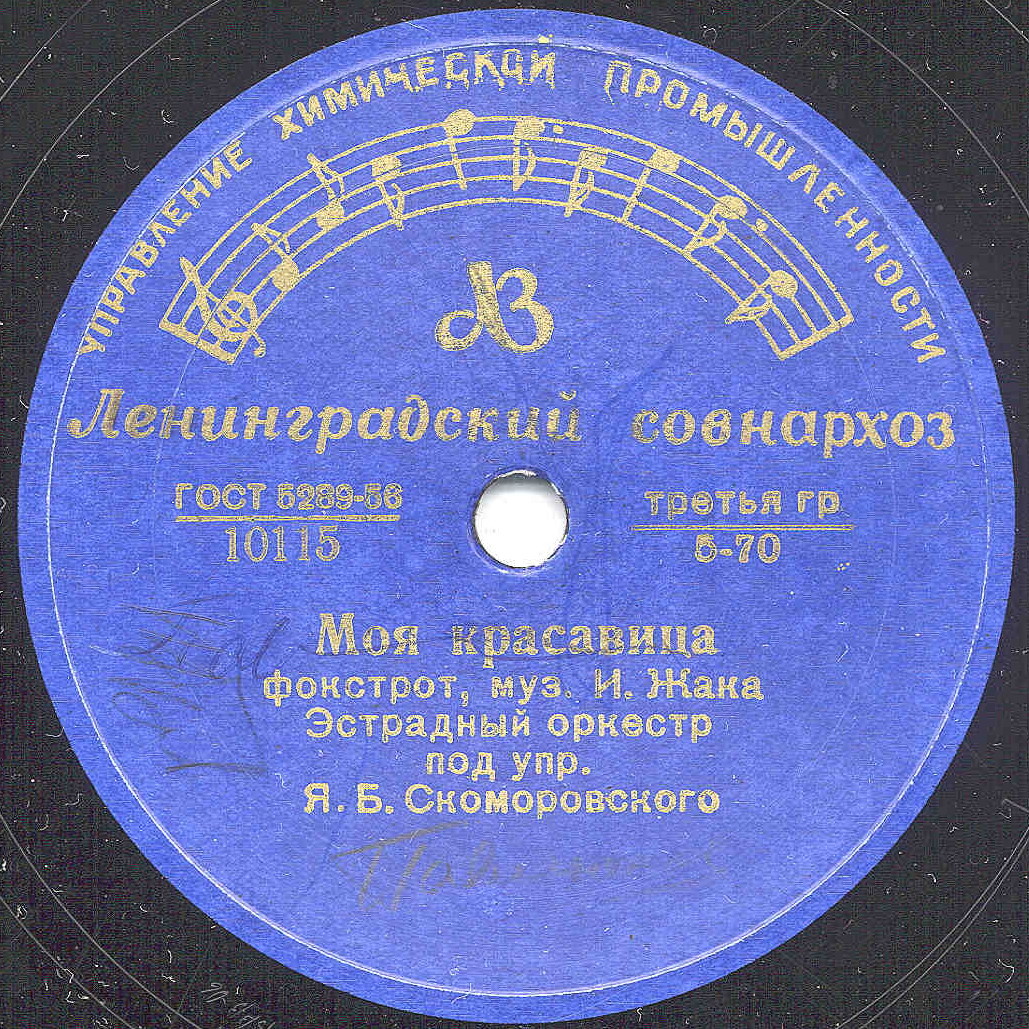 УПРАВЛЕНИЕ ХИМИЧЕСКОЙ ПРОМЫШЛЕННОСТИ
Ленинградский совнархоз
ГОСТ 5289-56
10115
третья гр
5-70
Моя красавица
фокстрот, муз. И. Жака
Эстрадный оркестр
под упр.
Я. Б. Скоморовского